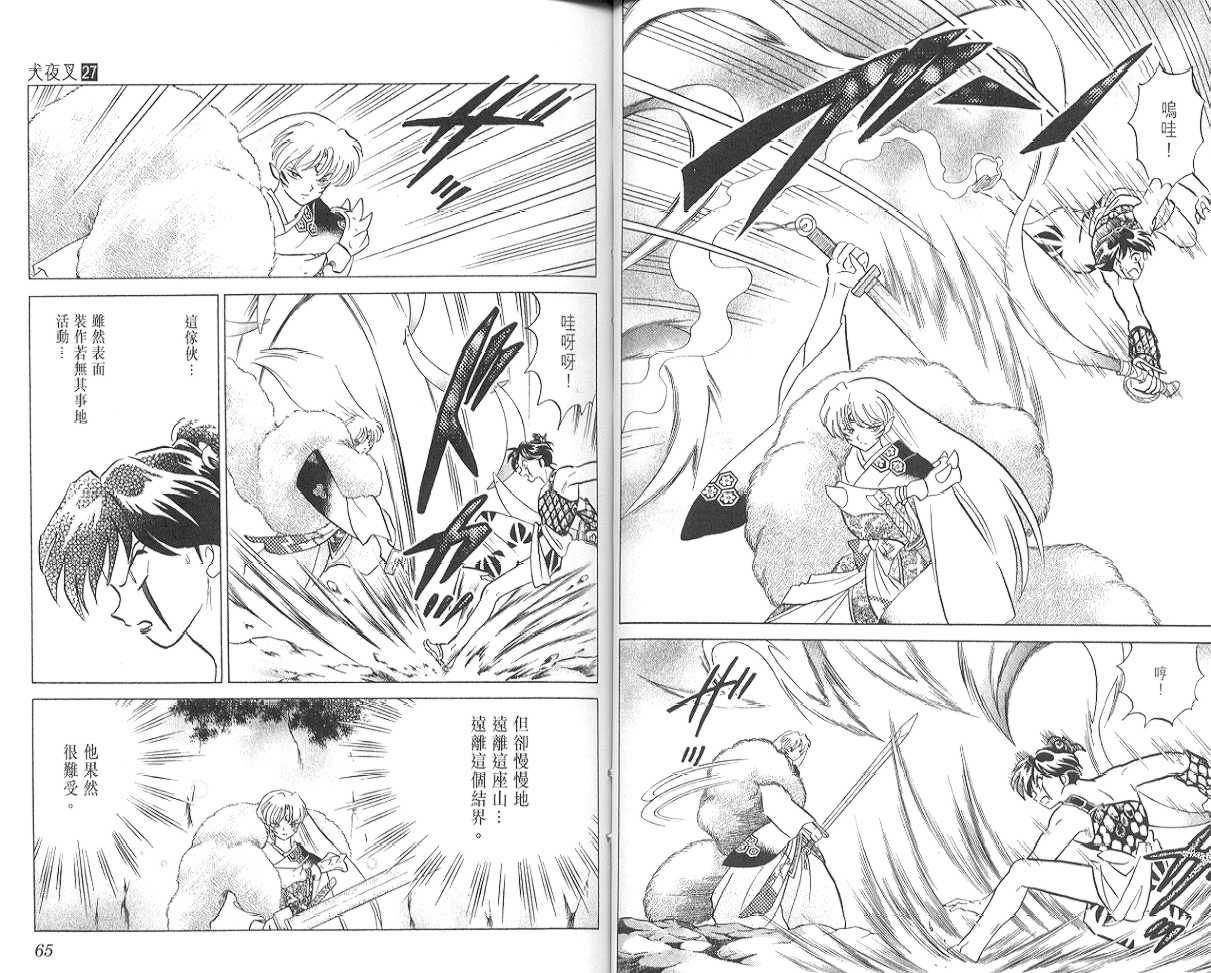 嗚哇！
哼！
犬夜叉27
哇呀呀！
這傢伙…
雖然表面
裝作若無其事地
活動…
但卻慢慢地
遠離這座山…
遠離這個結界。
他果然
很難受。
65